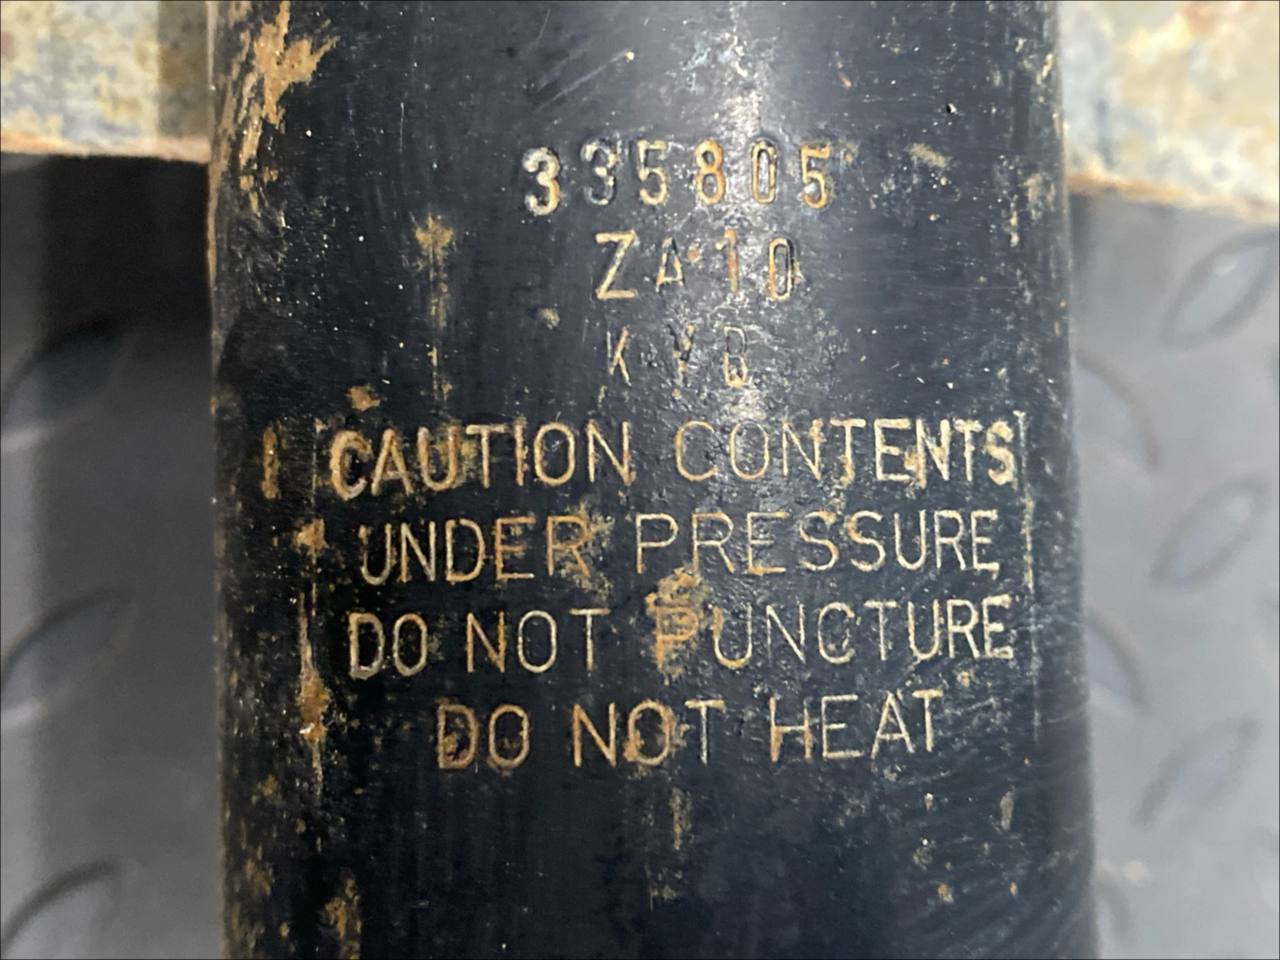 335805
ZA10
KYB
CAUTION CONTENTS
UNDER PRESSURE
DO NOT PUNCTURE
DO NOT HEAT